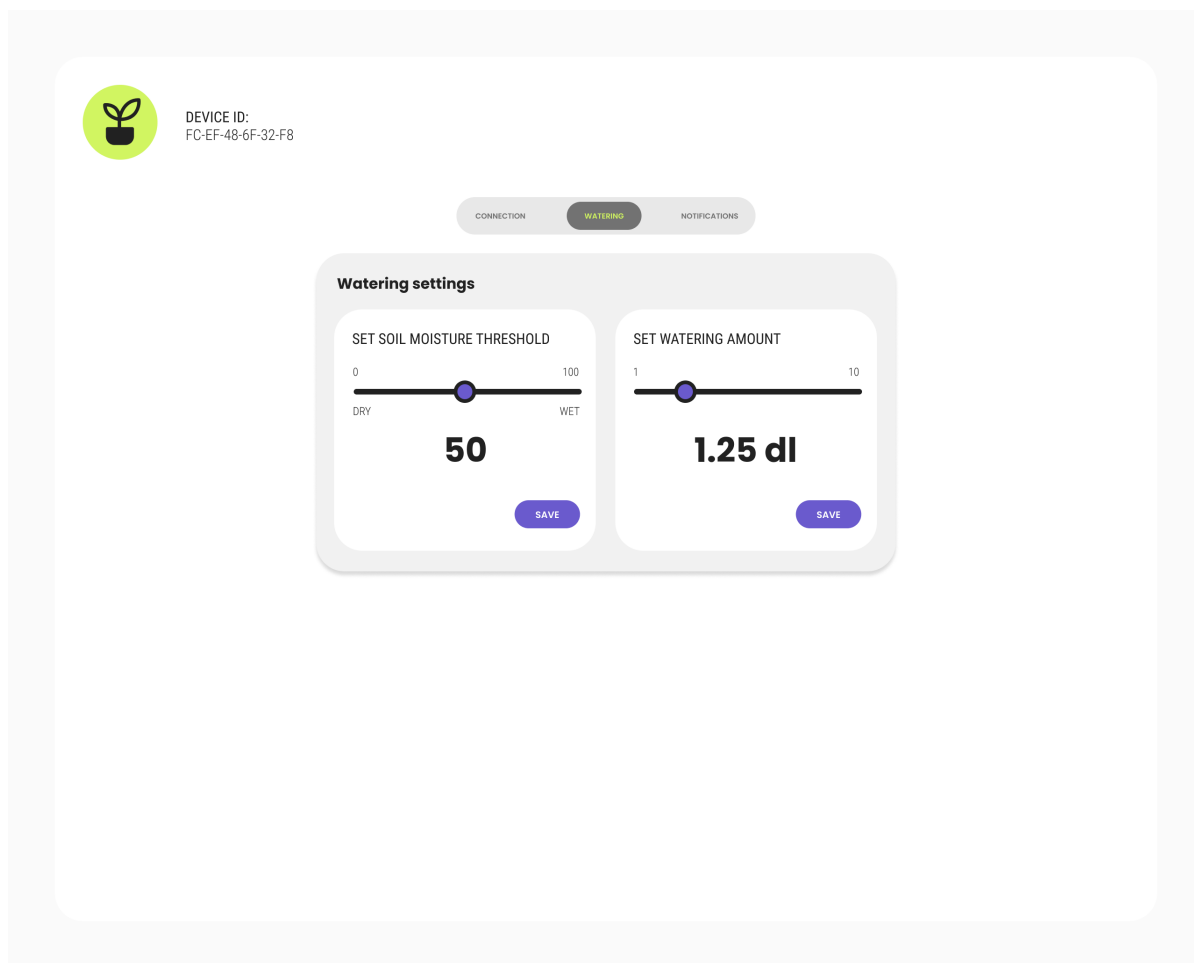 DEVICE ID:
FC-EF-48-6F-32-F8
CONNECTION
WATERING
NOTIFICATIONS
Watering settings
SET SOIL MOISTURE THRESHOLD
0
100
DRY
WET
50
SAVE
SET WATERING AMOUNT
1
10
1.25 dl
SAVE